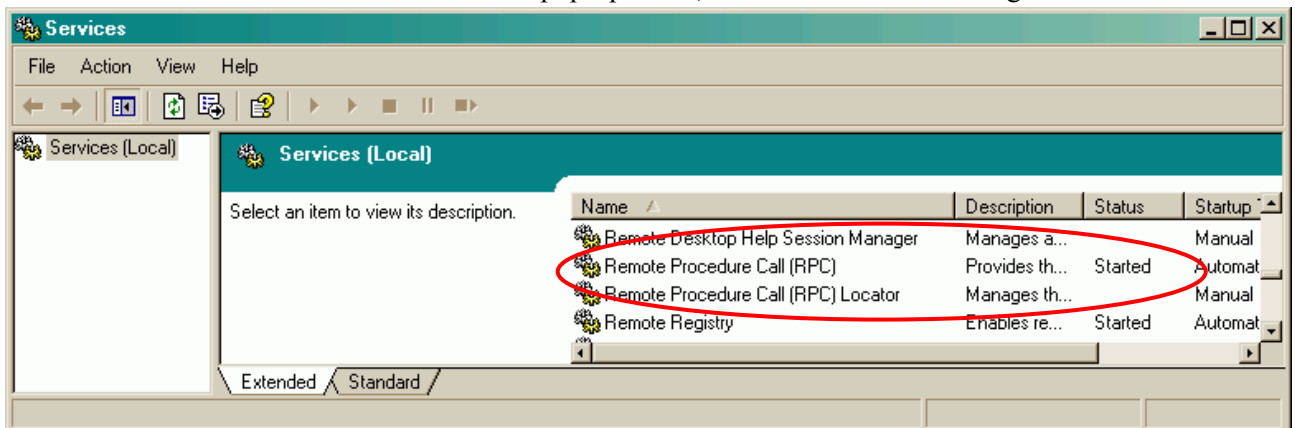 Services
File Action View Help
Services (Local)
Services (Local)
Select an item to view its description.
Name Description Status Startup
Remote Desktop Help Session Manager Manages a... Manual
Remote Procedure Call (RPC) Provides th... Started Automat
Remote Procedure Call (RPC) Locator Manages th... Manual
Remote Registry Enables re... Started Automat
Extended Standard